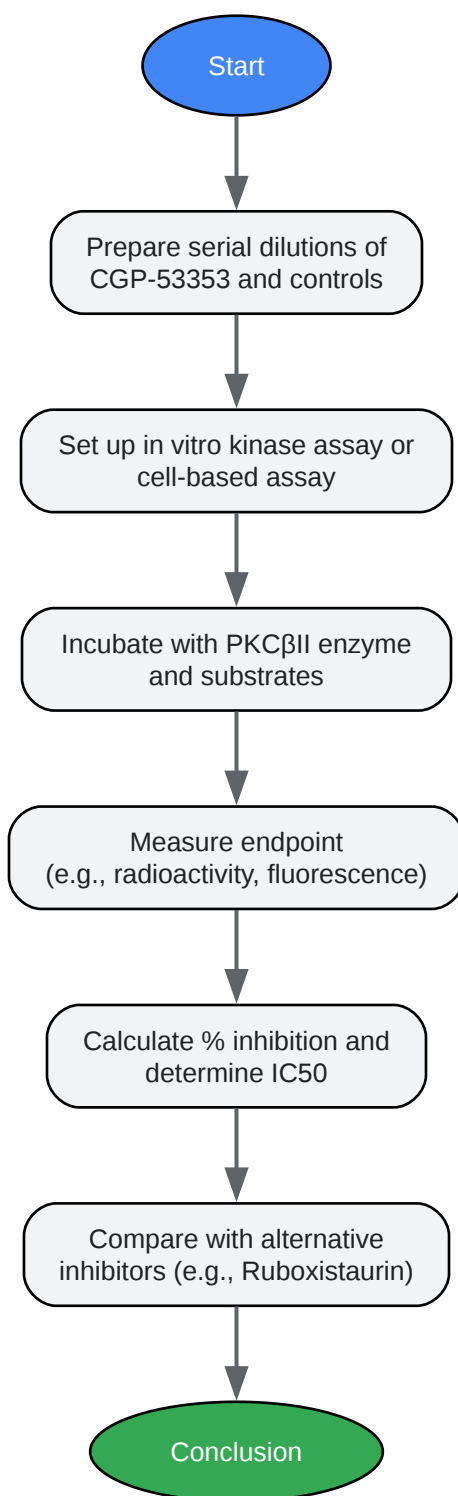 Start
Prepare serial dilutions of
CGP-53353 and controls
Set up in vitro kinase assay or
cell-based assay
Incubate with PKCβII enzyme
and substrates
Measure endpoint
(e.g., radioactivity, fluorescence)
Calculate % inhibition and
determine IC50
Compare with alternative
inhibitors (e.g., Ruboxistaurin)
Conclusion